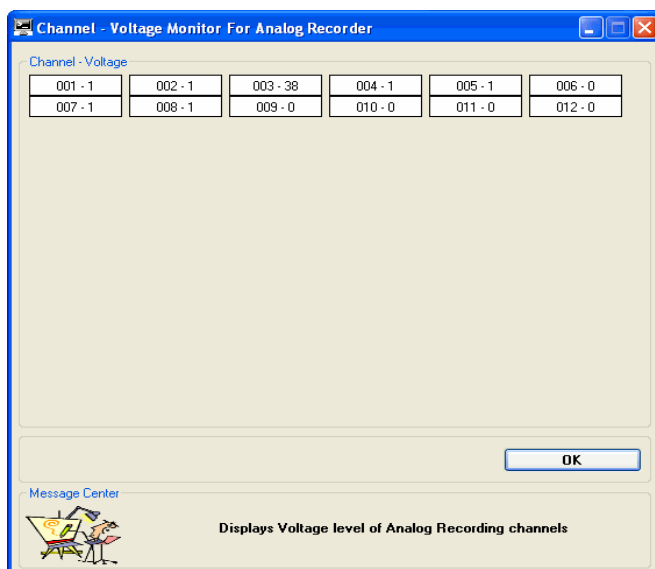 Channel - Voltage Monitor For Analog Recorder
Channel - Voltage
001 - 1 002 - 1 003 - 38 004 - 1 005 - 1 006 - 0
007 - 1 008 - 1 009 - 0 010 - 0 011 - 0 012 - 0
OK
Message Center
Displays Voltage level of Analog Recording channels